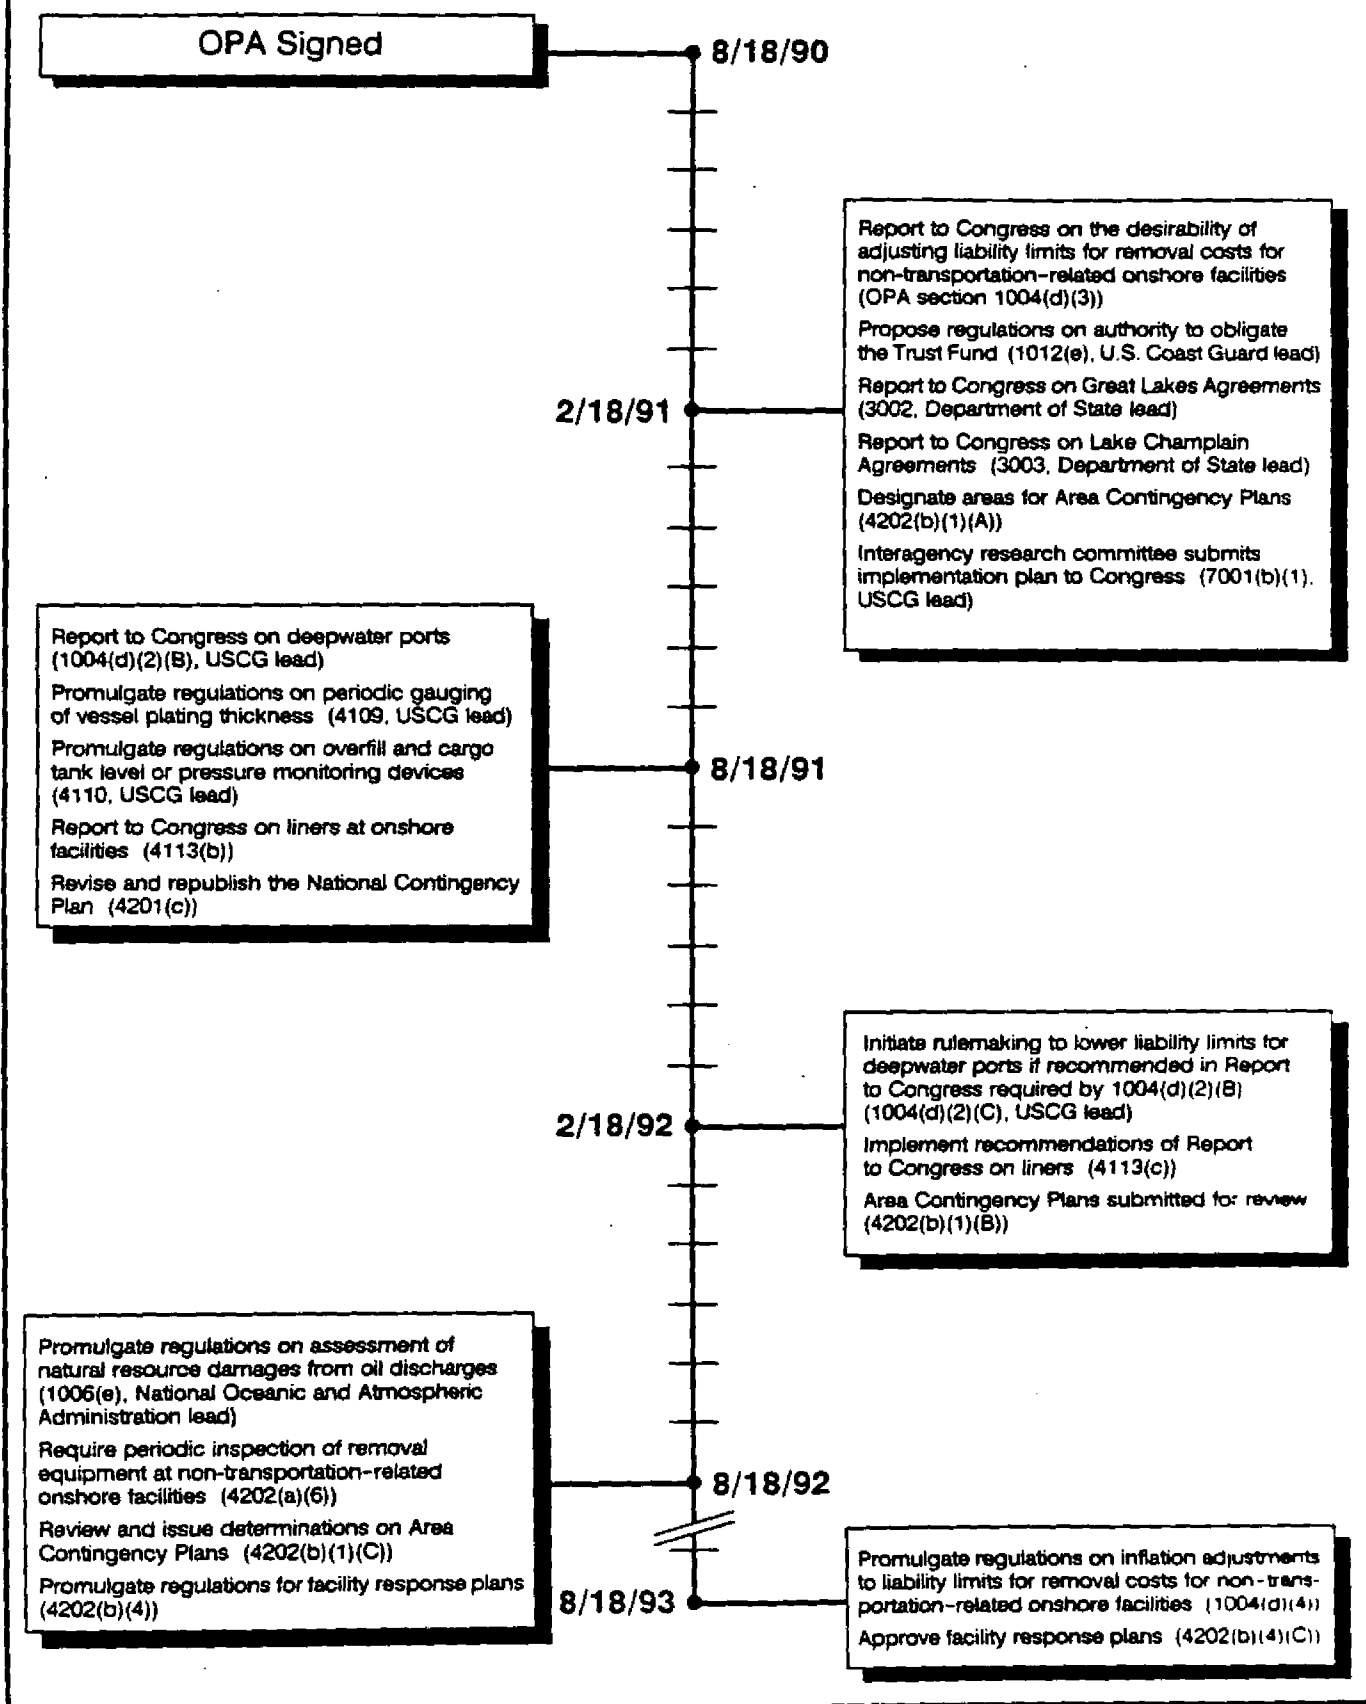 OPA Signed
8/18/90
Report to Congress on the desirability of
adjusting liability limits for removal costs for
non-transportation-related onshore facilities
(OPA section 1004(d)(3))
Propose regulations on authority to obligate
the Trust Fund (1012(e), U.S. Coast Guard lead)
Report to Congress on Great Lakes Agreements
(3002, Department of State lead)
Report to Congress on Lake Champlain
Agreements (3003, Department of State lead)
Designate areas for Area Contingency Plans
(4202(b)(1)(A))
Interagency research committee submits
implementation plan to Congress (7001(b)(1),
USCG lead)
2/18/91
Report to Congress on deepwater ports
(1004(d)(2)(B), USCG lead)
Promulgate regulations on periodic gauging
of vessel plating thickness (4109, USCG lead)
Promulgate regulations on overfill and cargo
tank level or pressure monitoring devices
(4110, USCG lead)
Report to Congress on liners at onshore
facilities (4113(b))
Revise and republish the National Contingency
Plan (4201(c))
8/18/91
Initiate rulemaking to lower liability limits for
deepwater ports if recommended in Report
to Congress required by 1004(d)(2)(B)
(1004(d)(2)(C), USCG lead)
Implement recommendations of Report
to Congress on liners (4113(c))
Area Contingency Plans submitted for review
(4202(b)(1)(B))
2/18/92
Promulgate regulations on assessment of
natural resource damages from oil discharges
(1006(e), National Oceanic and Atmospheric
Administration lead)
Require periodic inspection of removal
equipment at non-transportation-related
onshore facilities (4202(a)(6))
Review and issue determinations on Area
Contingency Plans (4202(b)(1)(C))
Promulgate regulations for facility response plans
(4202(b)(4))
8/18/92
8/18/93
Promulgate regulations on inflation adjustments
to liability limits for removal costs for non-trans-
portation-related onshore facilities (1004(d)(4))
Approve facility response plans (4202(b)(4)(C))